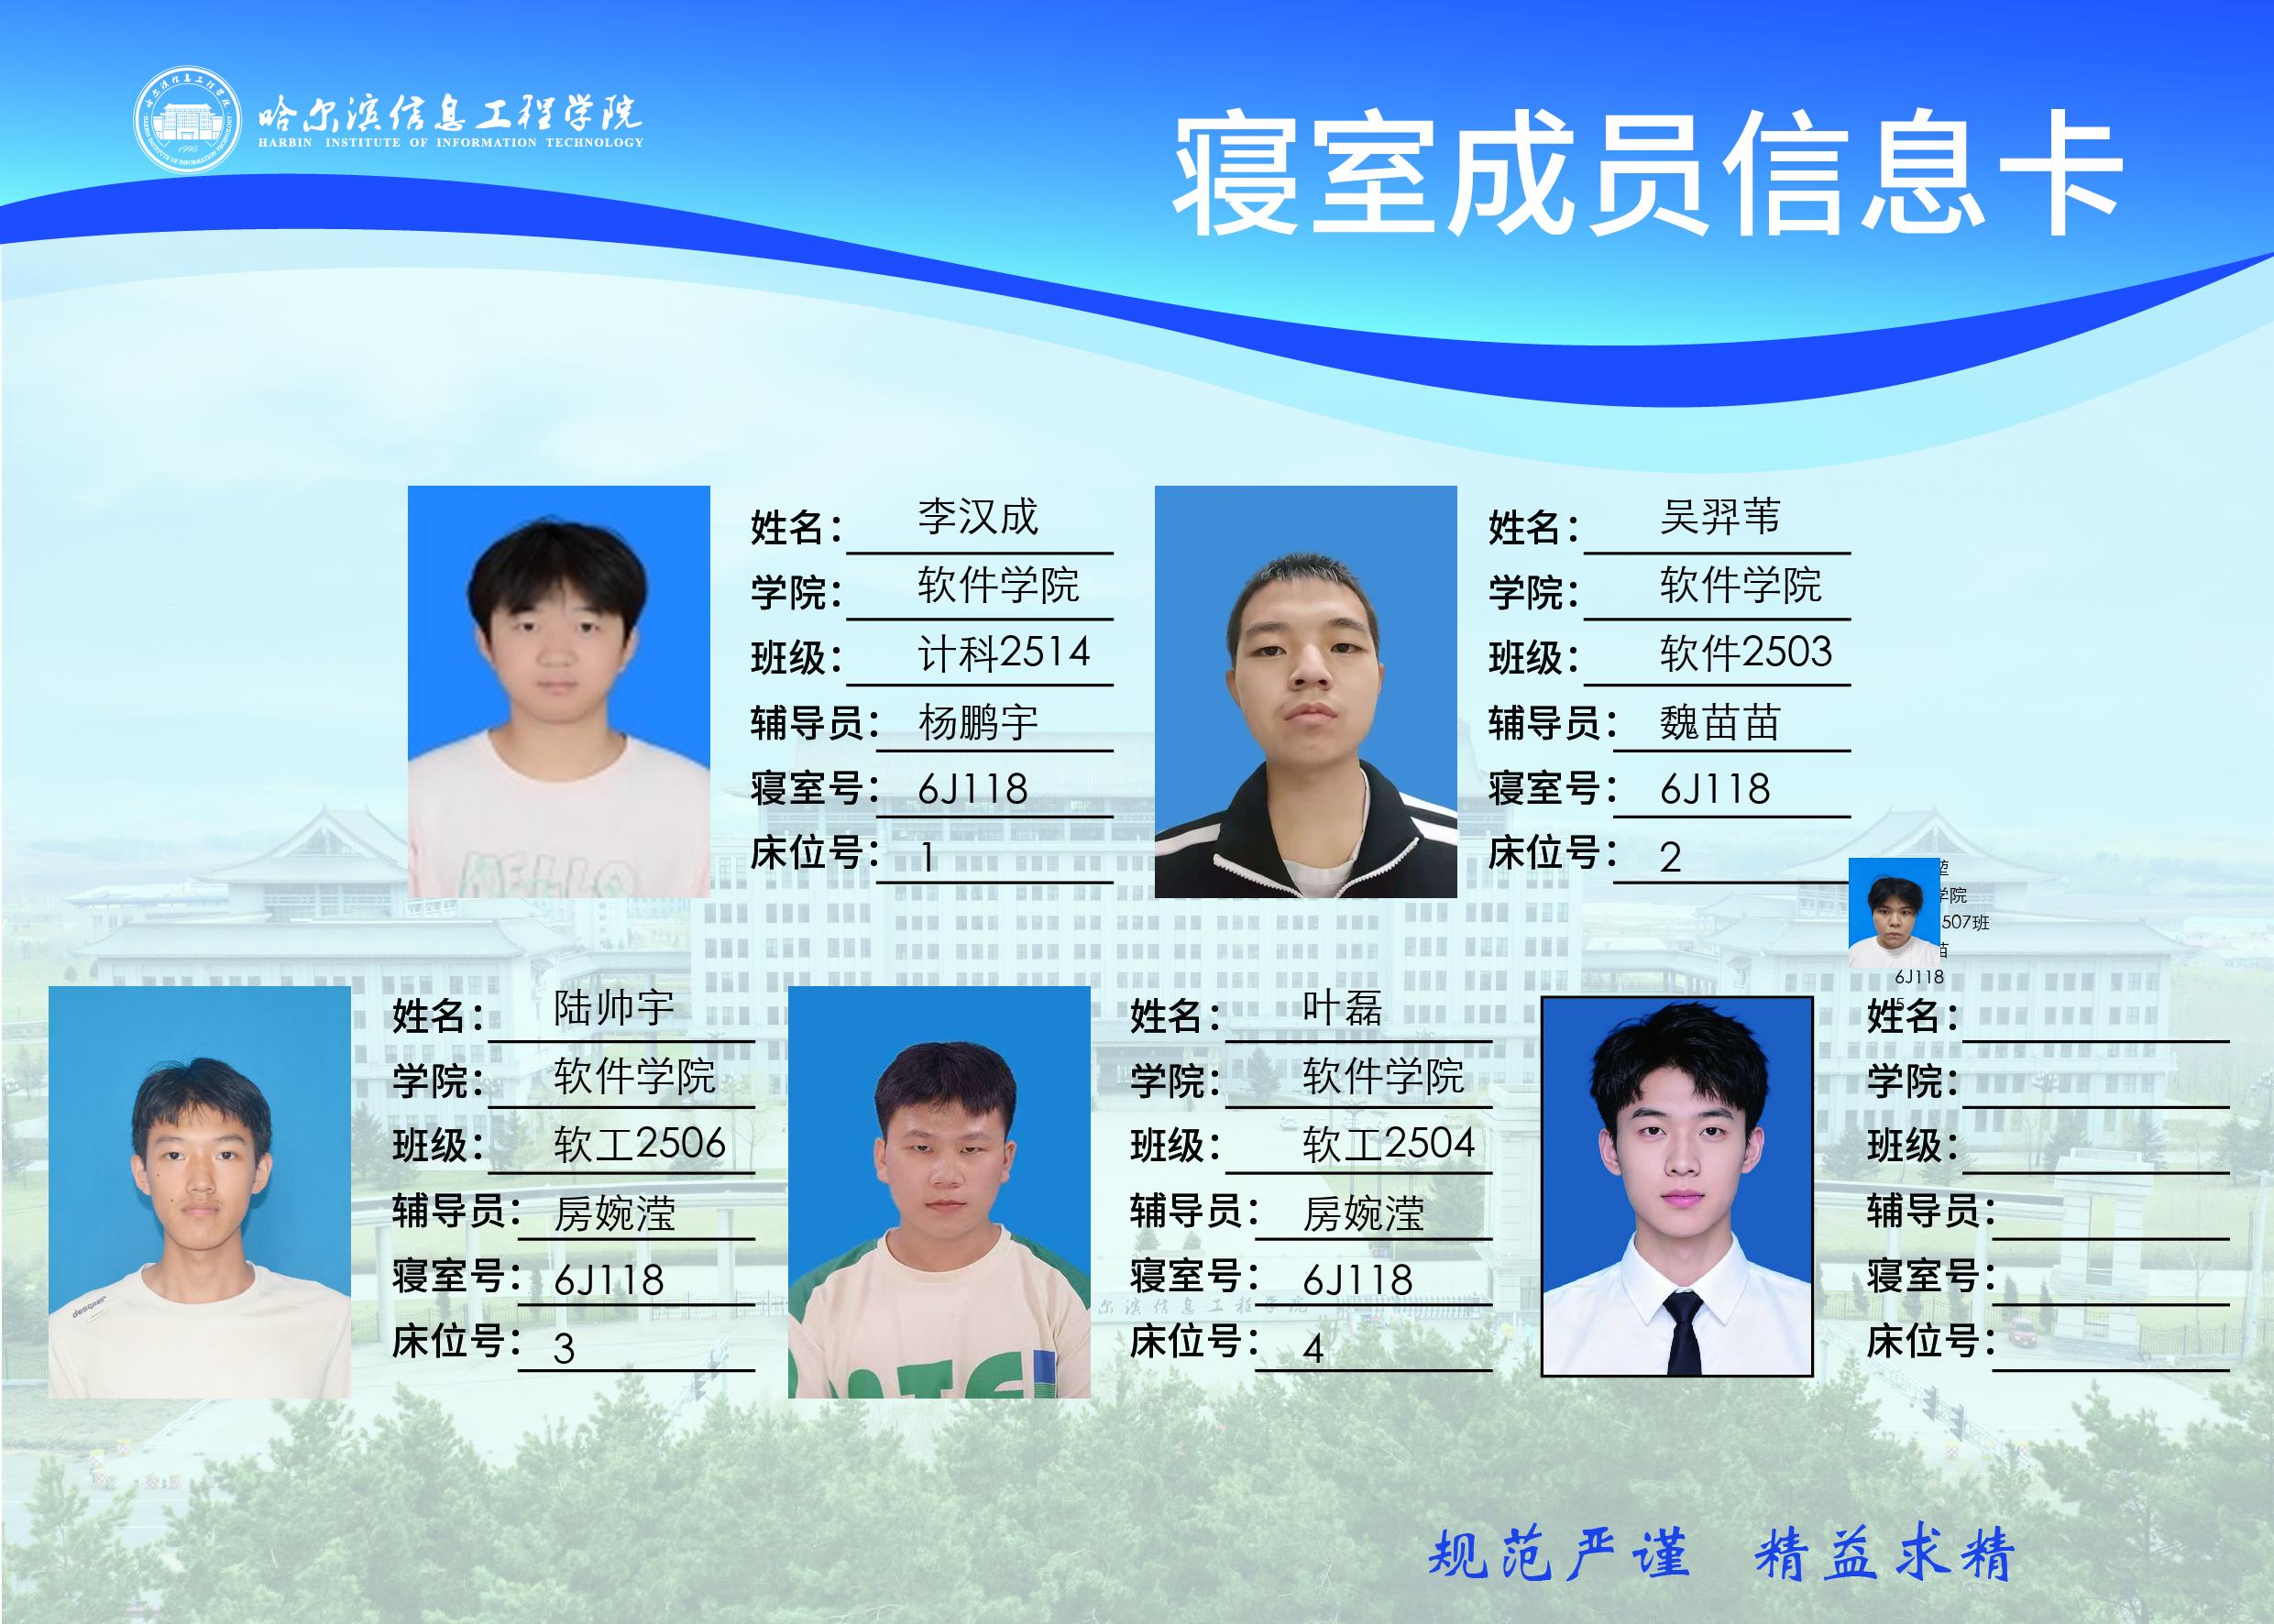 哈尔滨信息工程学院
HARBIN INSTITUTE OF INFORMATION TECHNOLOGY
1995
寝室成员信息卡
姓名：李汉成
学院：软件学院
班级：计科2514
辅导员：杨鹏宇
寝室号：6J118
床位号：1
姓名：吴羿苇
学院：软件学院
班级：软件2503
辅导员：魏苗苗
寝室号：6J118
床位号：2
堃
学院
507班
苗
6J118
5
姓名：陆帅宇
学院：软件学院
班级：软工2506
辅导员：房婉滢
寝室号：6J118
床位号：3
姓名：叶磊
学院：软件学院
班级：软工2504
辅导员：房婉滢
寝室号：6J118
床位号：4
姓名：
学院：
班级：
辅导员：
寝室号：
床位号：
规范严谨 精益求精